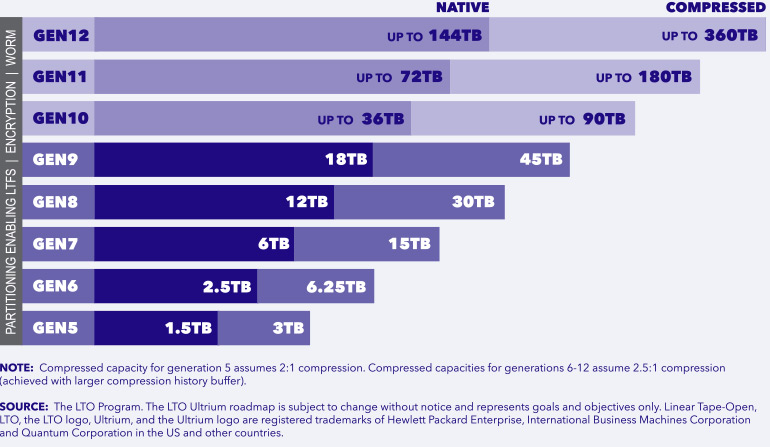 NATIVE COMPRESSED
GEN12 UP TO 144TB UP TO 360TB
GEN11 UP TO 72TB UP TO 180TB
GEN10 UP TO 36TB UP TO 90TB
GEN9 18TB 45TB
GEN8 12TB 30TB
GEN7 6TB 15TB
GEN6 2.5TB 6.25TB
GEN5 1.5TB 3TB
PARTITIONING ENABLING LTFS | ENCRYPTION | WORM
NOTE: Compressed capacity for generation 5 assumes 2:1 compression. Compressed capacities for generations 6-12 assume 2.5:1 compression
(achieved with larger compression history buffer).
SOURCE: The LTO Program. The LTO Ultrium roadmap is subject to change without notice and represents goals and objectives only. Linear Tape-Open,
LTO, the LTO logo, Ultrium, and the Ultrium logo are registered trademarks of Hewlett Packard Enterprise, International Business Machines Corporation
and Quantum Corporation in the US and other countries.